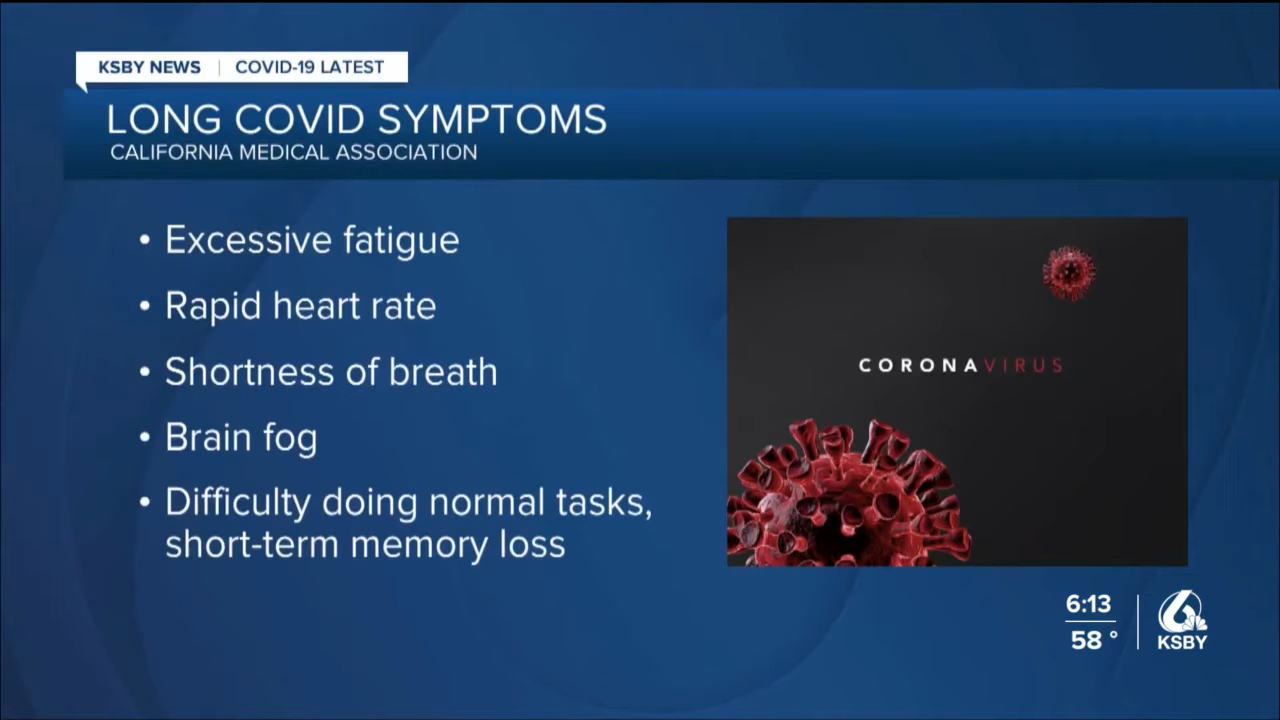 KSBY NEWS | COVID-19 LATEST
LONG COVID SYMPTOMS
CALIFORNIA MEDICAL ASSOCIATION
• Excessive fatigue
• Rapid heart rate
• Shortness of breath
• Brain fog
• Difficulty doing normal tasks,
short-term memory loss
CORONAVIRUS
6:13
58 °
6
KSBY